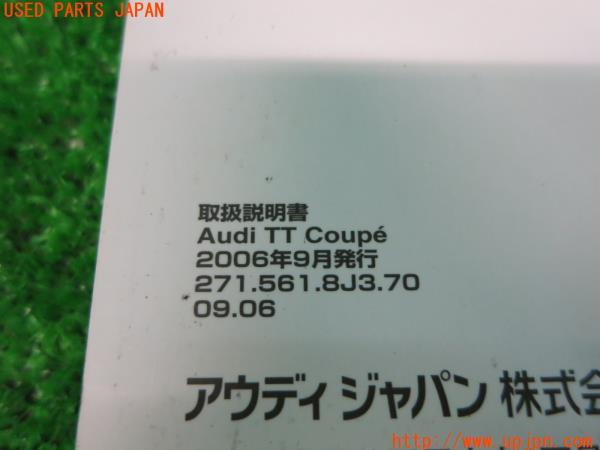 USED PARTS JAPAN
取扱説明書
Audi TT Coupé
2006年9月発行
271.561.8J3.70
09.06
アウディ ジャパン 株式会
http://www.upjpn.com